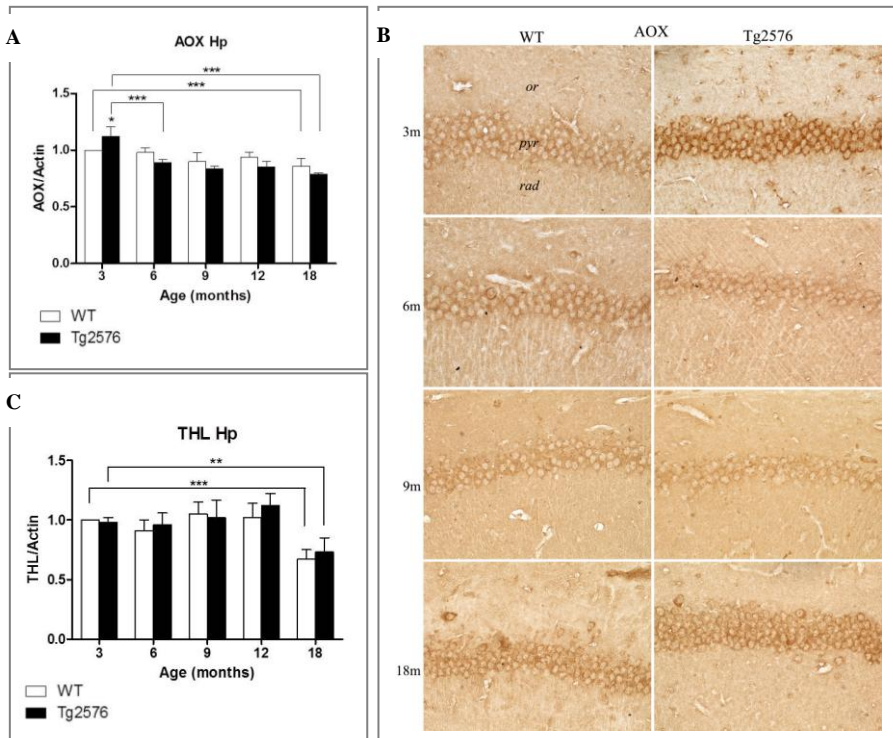 A
AOX Hp
***
***
***
*
1.5
1.0
0.5
0.0
AOX/Actin
3 6 9 12 18
Age (months)
WT
Tg2576
B
AOX
WT Tg2576
3m
or
pyr
rad
6m
9m
18m
C
THL Hp
**
***
1.5
1.0
0.5
0.0
THL/Actin
3 6 9 12 18
Age (months)
WT
Tg2576